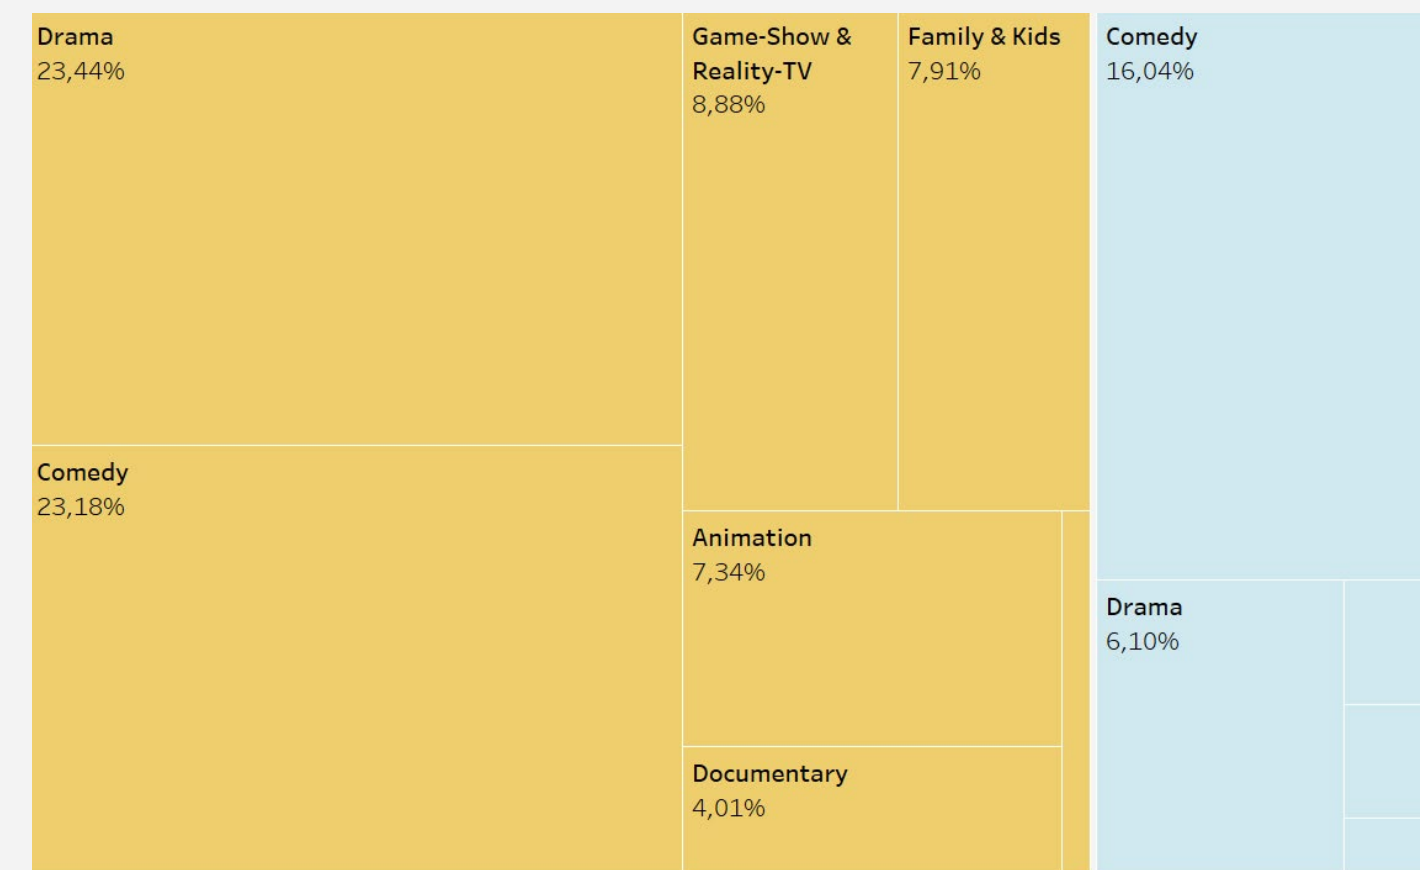 Drama
23,44%
Comedy
23,18%
Game-Show &
Reality-TV
8,88%
Family & Kids
7,91%
Animation
7,34%
Documentary
4,01%
Comedy
16,04%
Drama
6,10%